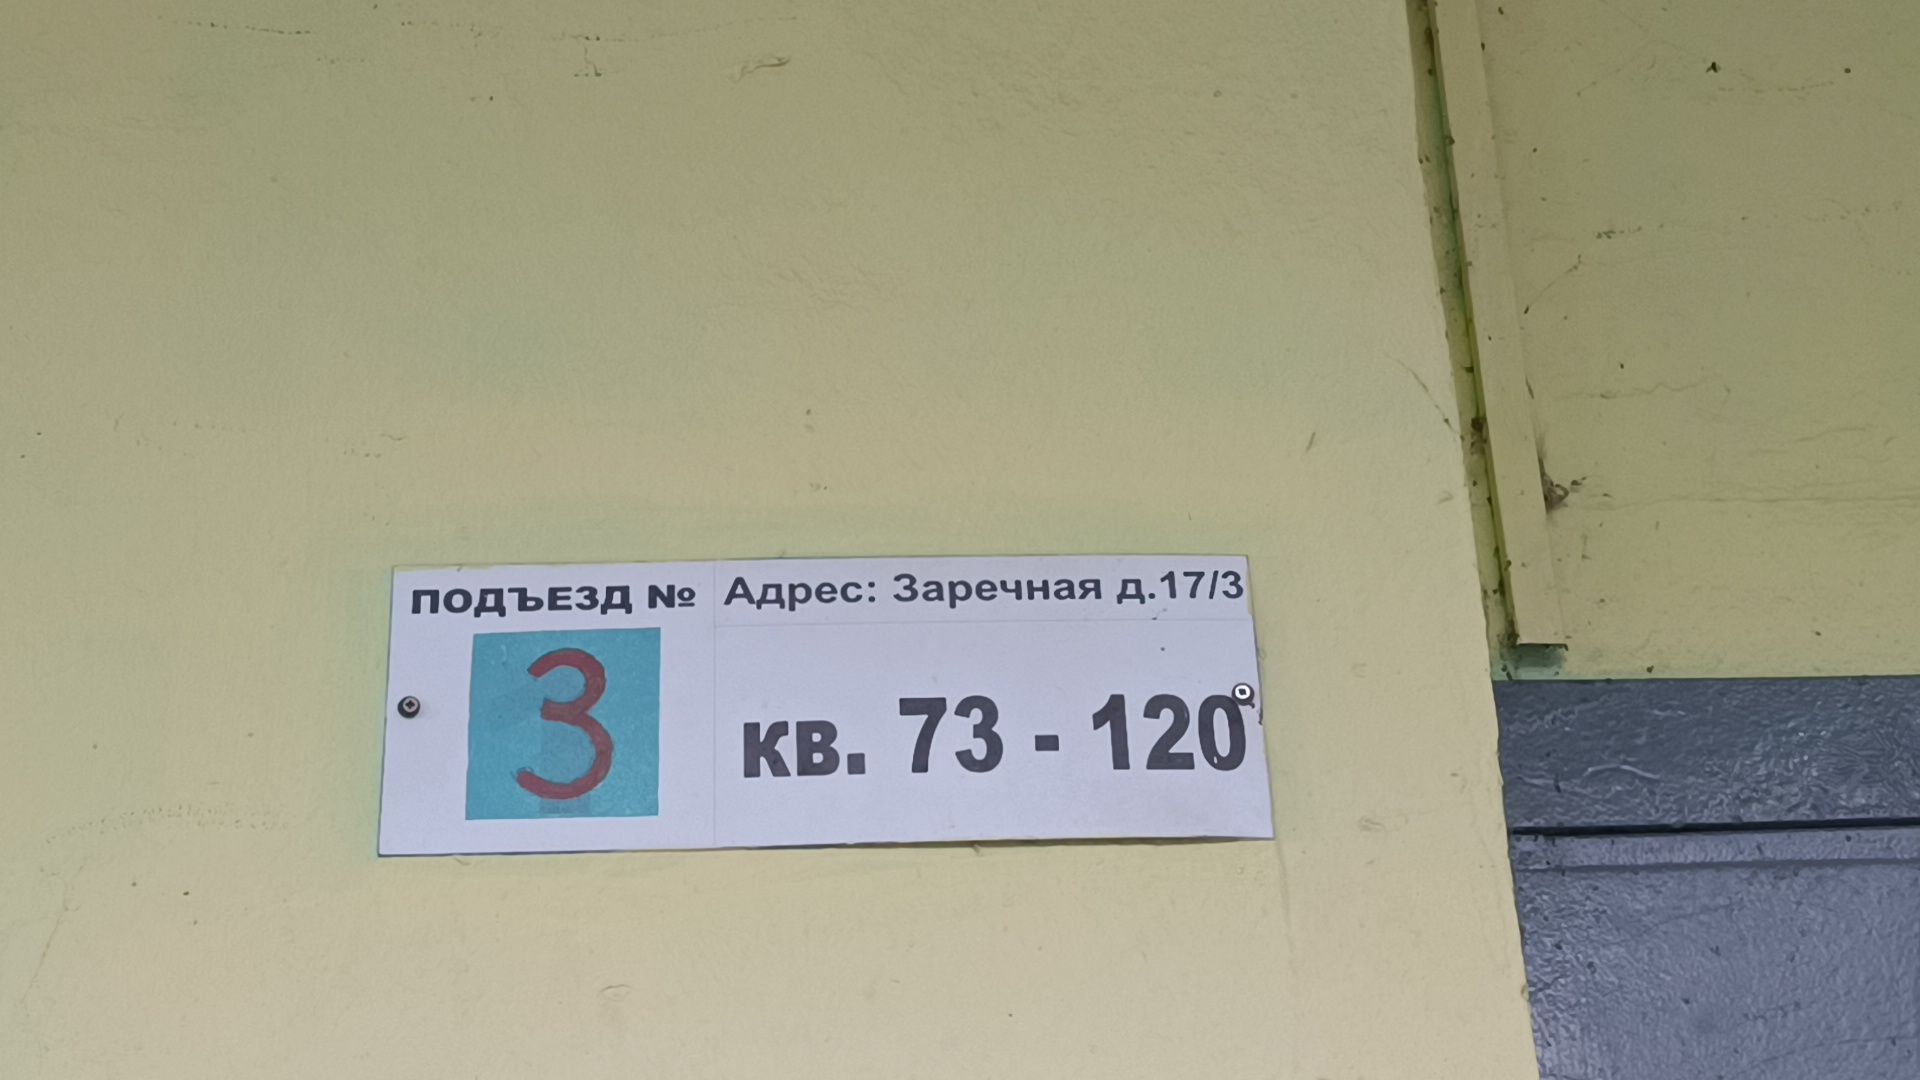 ПОДЪЕЗД №
3
Адрес: Заречная д.17/3
кв. 73 - 120